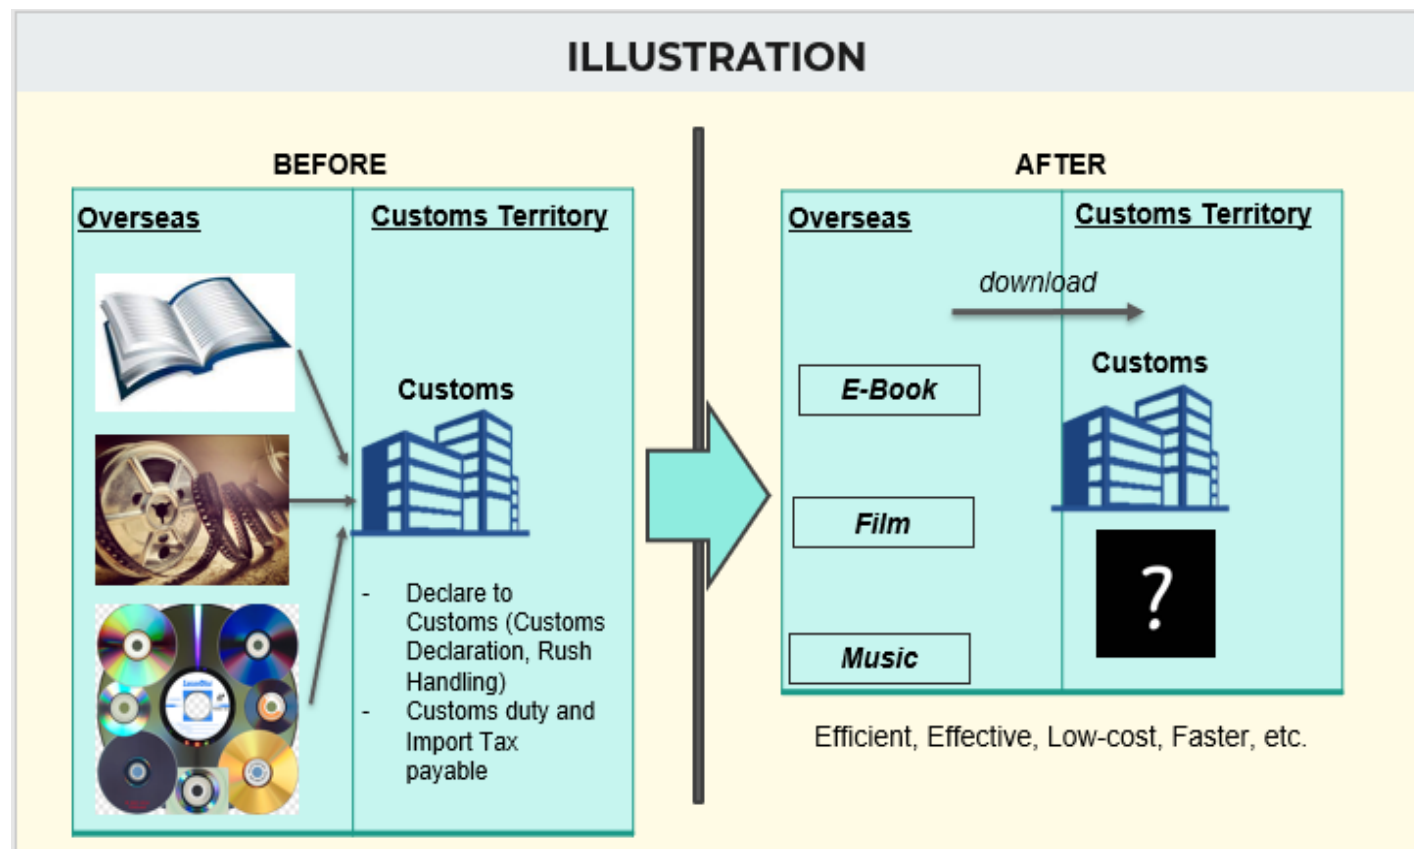 ILLUSTRATION
BEFORE
Overseas
Customs Territory
Customs
- Declare to
Customs (Customs
Declaration, Rush
Handling)
- Customs duty and
Import Tax
payable
AFTER
Overseas
Customs Territory
download
Customs
E-Book
Film
?
Music
Efficient, Effective, Low-cost, Faster, etc.